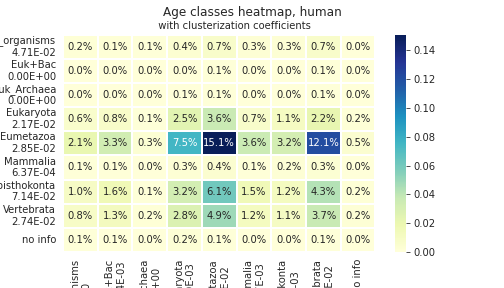 Age classes heatmap, human
with clusterization coefficients
_organisms
4.71E-02
0.2% 0.1% 0.1% 0.4% 0.7% 0.3% 0.3% 0.7% 0.0%
Euk+Bac
0.00E+00
0.0% 0.0% 0.0% 0.0% 0.1% 0.0% 0.0% 0.1% 0.0%
uk_Archaea
0.00E+00
0.0% 0.0% 0.0% 0.1% 0.1% 0.0% 0.0% 0.1% 0.0%
Eukaryota
2.17E-02
0.6% 0.8% 0.1% 2.5% 3.6% 0.7% 1.1% 2.2% 0.2%
Eumetazoa
2.85E-02
2.1% 3.3% 0.3% 7.5% 15.1% 3.6% 3.2% 12.1% 0.5%
Mammalia
6.37E-04
0.1% 0.1% 0.0% 0.3% 0.4% 0.1% 0.2% 0.3% 0.0%
oisthokonta
7.14E-02
1.0% 1.6% 0.1% 3.2% 6.1% 1.5% 1.2% 4.3% 0.2%
Vertebrata
2.74E-02
0.8% 1.3% 0.2% 2.8% 4.9% 1.2% 1.1% 3.7% 0.2%
no info
0.1% 0.1% 0.0% 0.2% 0.1% 0.0% 0.0% 0.1% 0.0%
0.14
0.12
0.10
0.08
0.06
0.04
0.02
0.00
nisms
+Bac
4E-03
chaea
+00
ryota
E-03
tazoa
E-02
malia
E-03
konta
-03
brata
E-02
o info